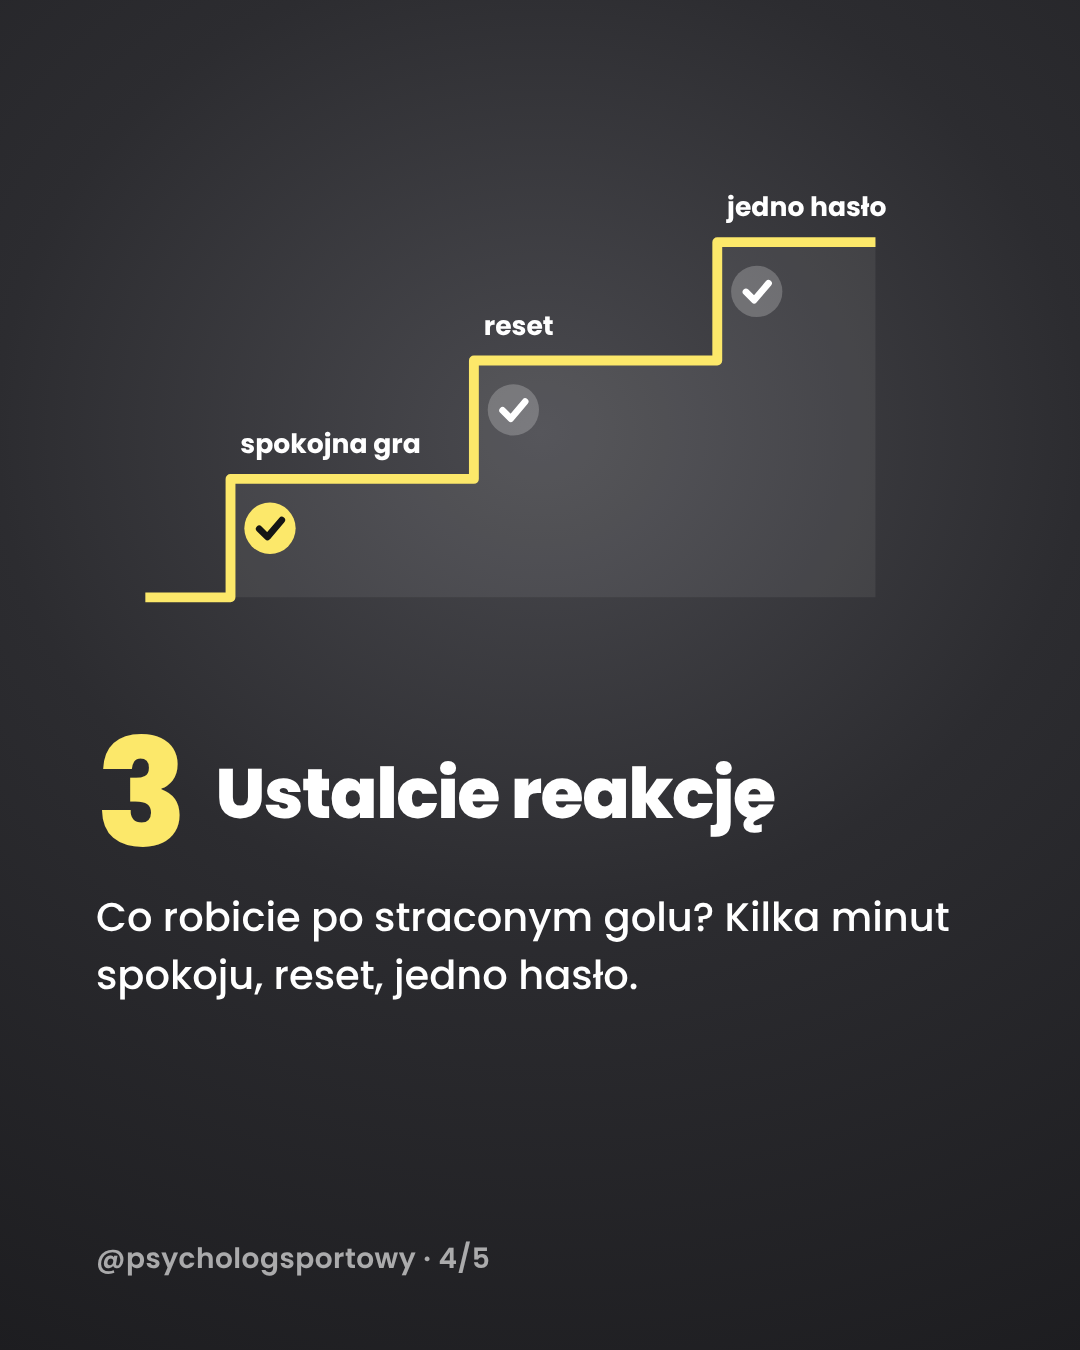 jedno hasło
reset
spokojna gra
3 Ustalcie reakcję
Co robicie po straconym golu? Kilka minut
spokoju, reset, jedno hasło.
@psychologsportowy · 4/5